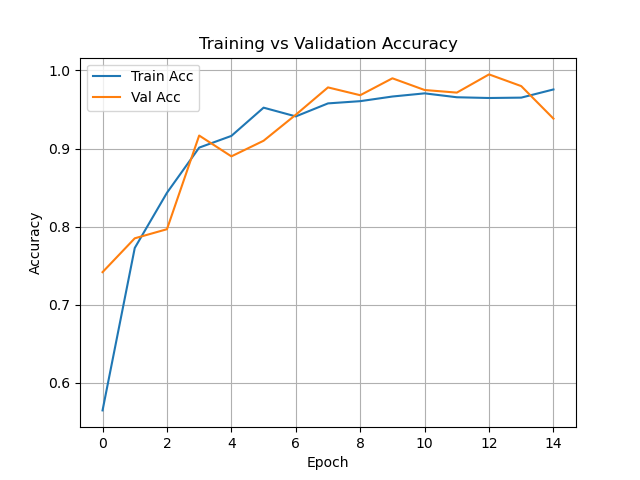 Training vs Validation Accuracy
Train Acc
Val Acc
1.0
0.9
0.8
0.7
0.6
Accuracy
0 2 4 6 8 10 12 14
Epoch